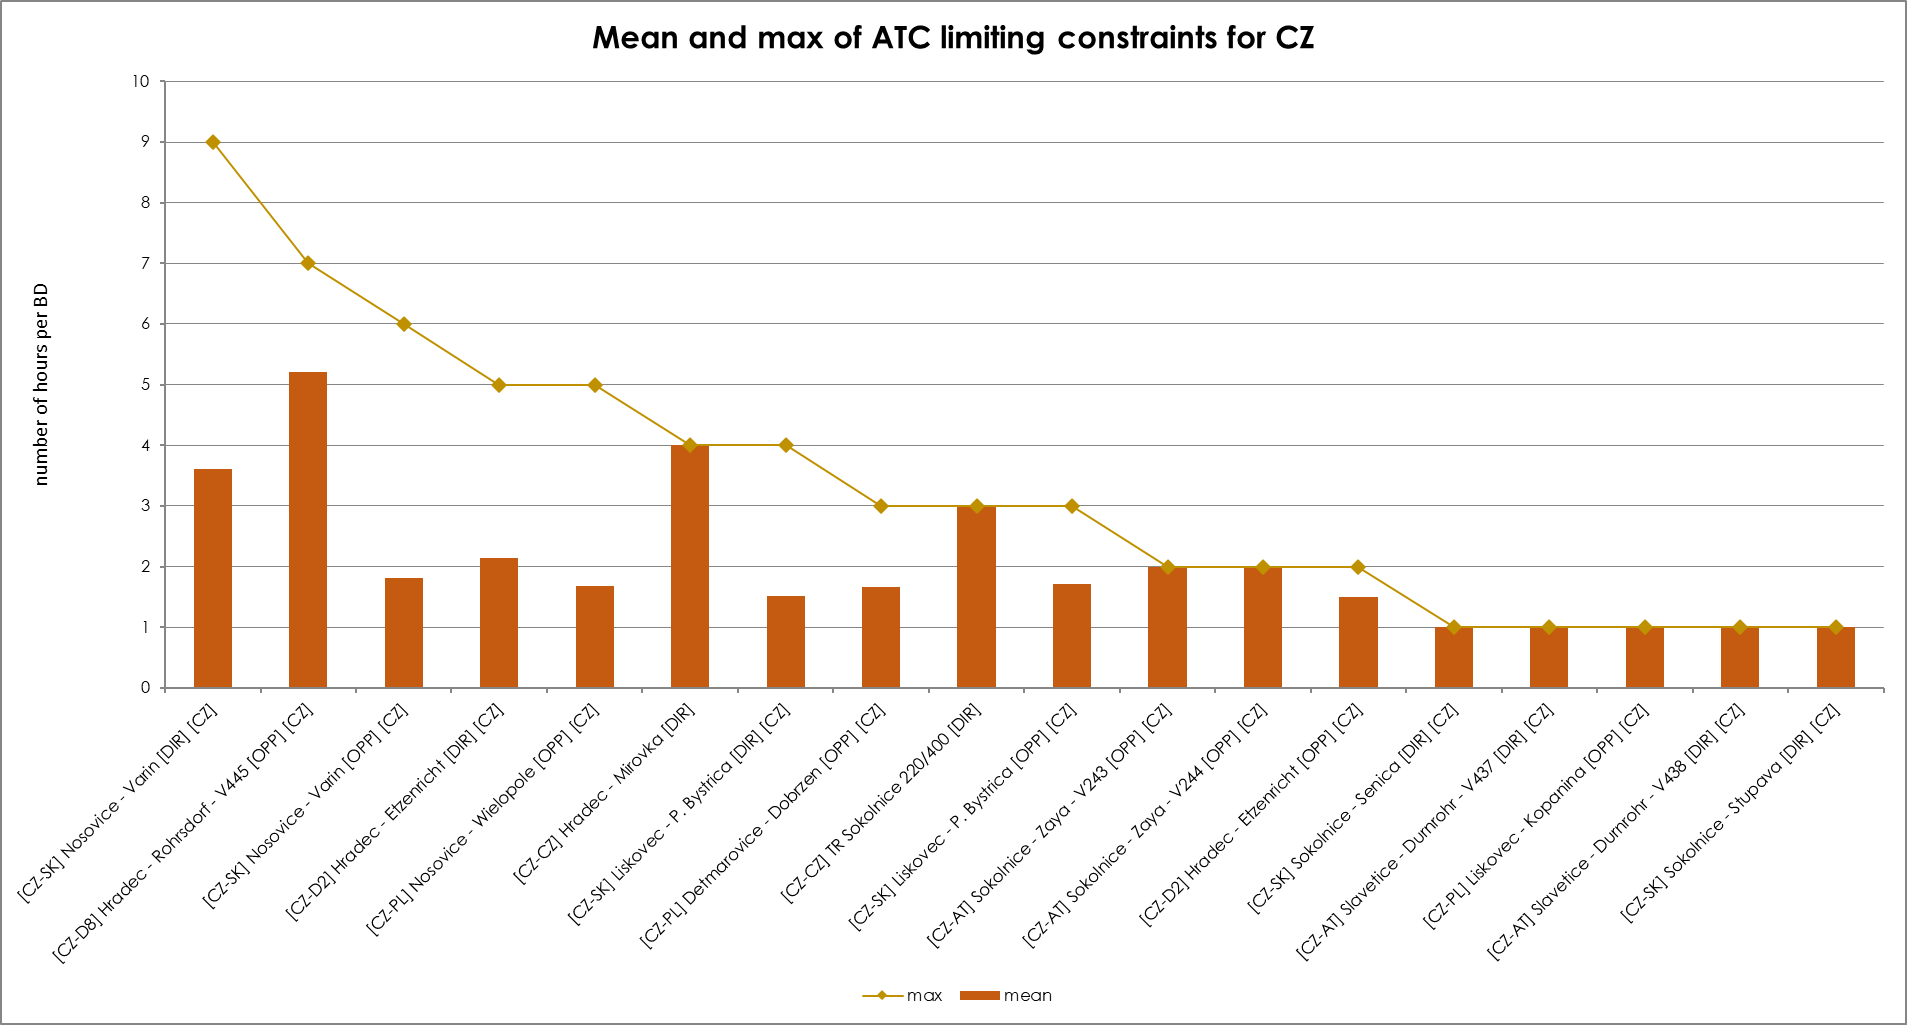 Mean and max of ATC limiting constraints for CZ
number of hours per BD
10
9
8
7
6
5
4
3
2
1
0
[CZ-SK] Nosovice - Varin [DIR] [CZ]
[CZ-D8] Hradec - Rohrsdorf - V445 [OPP] [CZ]
[CZ-SK] Nosovice - Varin [OPP] [CZ]
[CZ-D2] Hradec - Etzenricht [DIR] [CZ]
[CZ-PL] Nosovice - Wielopole [OPP] [CZ]
[CZ-CZ] Hradec - Mirovka [DIR]
[CZ-SK] Liskovec - P. Bystrica [DIR] [CZ]
[CZ-PL] Detmarovice - Dobrzen [OPP] [CZ]
[CZ-CZ] TR Sokolnice 220/400 [DIR]
[CZ-SK] Liskovec - P. Bystrica [OPP] [CZ]
[CZ-AT] Sokolnice - Zaya - V243 [OPP] [CZ]
[CZ-AT] Sokolnice - Zaya - V244 [OPP] [CZ]
[CZ-D2] Hradec - Etzenricht [OPP] [CZ]
[CZ-SK] Sokolnice - Senica [DIR] [CZ]
[CZ-AT] Slavetice - Durnrohr - V437 [DIR] [CZ]
[CZ-PL] Liskovec - Kopanina [OPP] [CZ]
[CZ-AT] Slavetice - Durnrohr - V438 [DIR] [CZ]
[CZ-SK] Sokolnice - Stupava [DIR] [CZ]
max mean